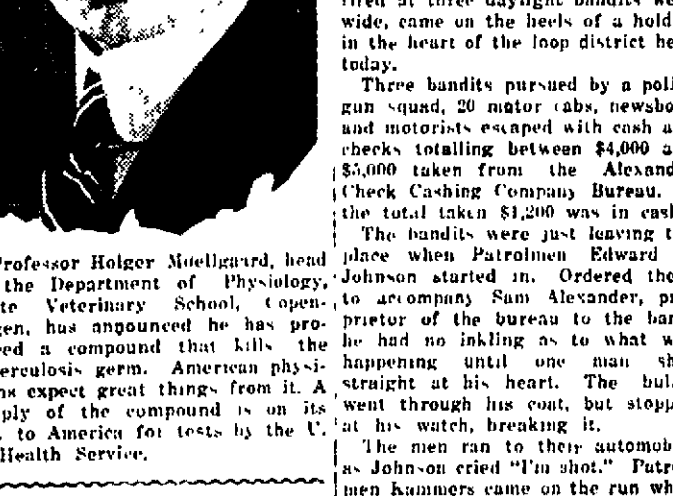 Professor Holger Moellgaard, head
the Department of Physiology,
te Veterinary School, Copen-
gen, has announced he has pro-
ed a compound that kills the
erculosis germ. American physi-
ns expect great things from it. A
ply of the compound is on its
to America for tests by the U.
Health Service.
fired at three daylight bandits we
wide, came on the heels of a hold
in the heart of the loop district he
today.
Three bandits pursued by a poli
gun squad, 20 motor cabs, newsbo
and motorists escaped with cash a
checks totalling between $4,000 a
$5,000 taken from the Alexand
Check Cashing Company Bureau.
the total taken $1,200 was in cash
The bandits were just leaving t
place when Patrolmen Edward
Johnson started in. Ordered the
to accompany Sam Alexander, pr
prietor of the bureau to the ban
he had no inkling as to what w
happening until one man sh
straight at his heart. The bul
went through his coat, but stopp
at his watch, breaking it.
The men ran to their automob
as Johnson cried "I'm shot." Patro
men Kammers came on the run wh